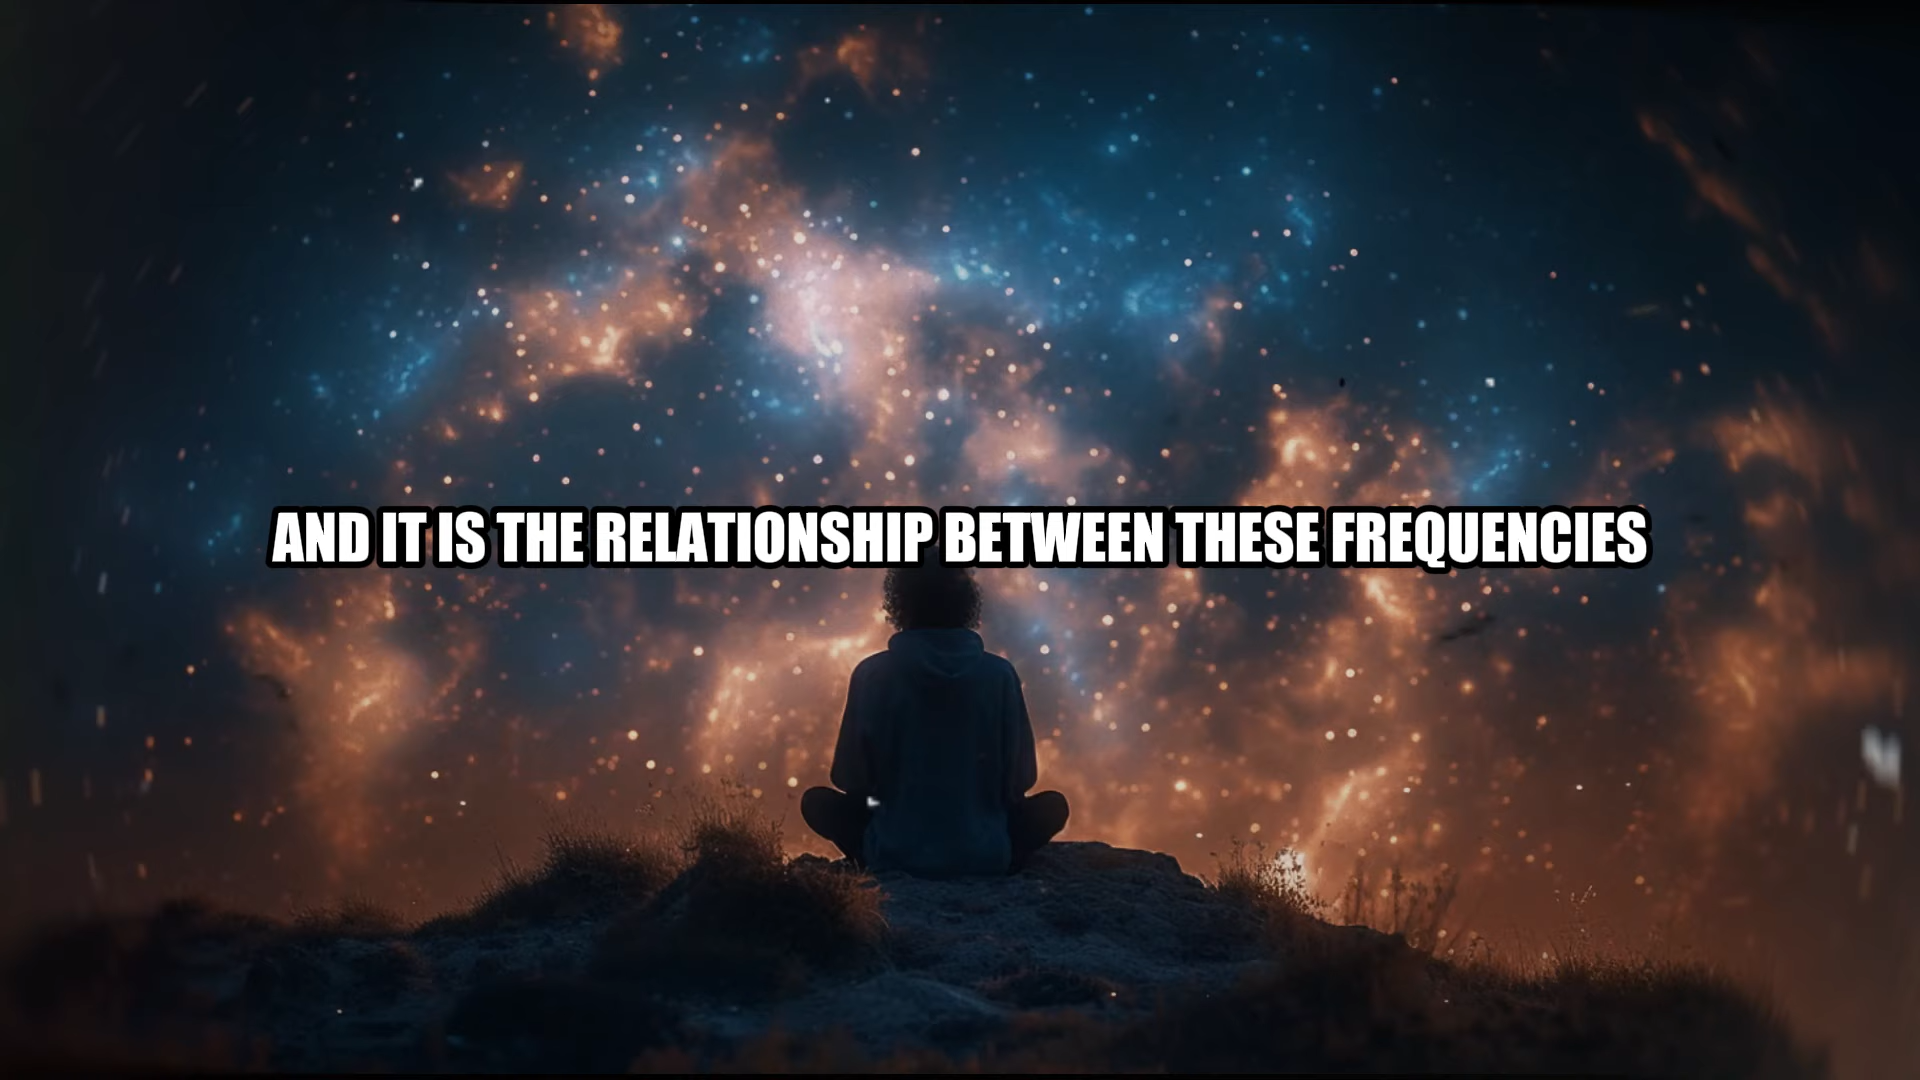 AND IT IS THE RELATIONSHIP BETWEEN THESE FREQUENCIES